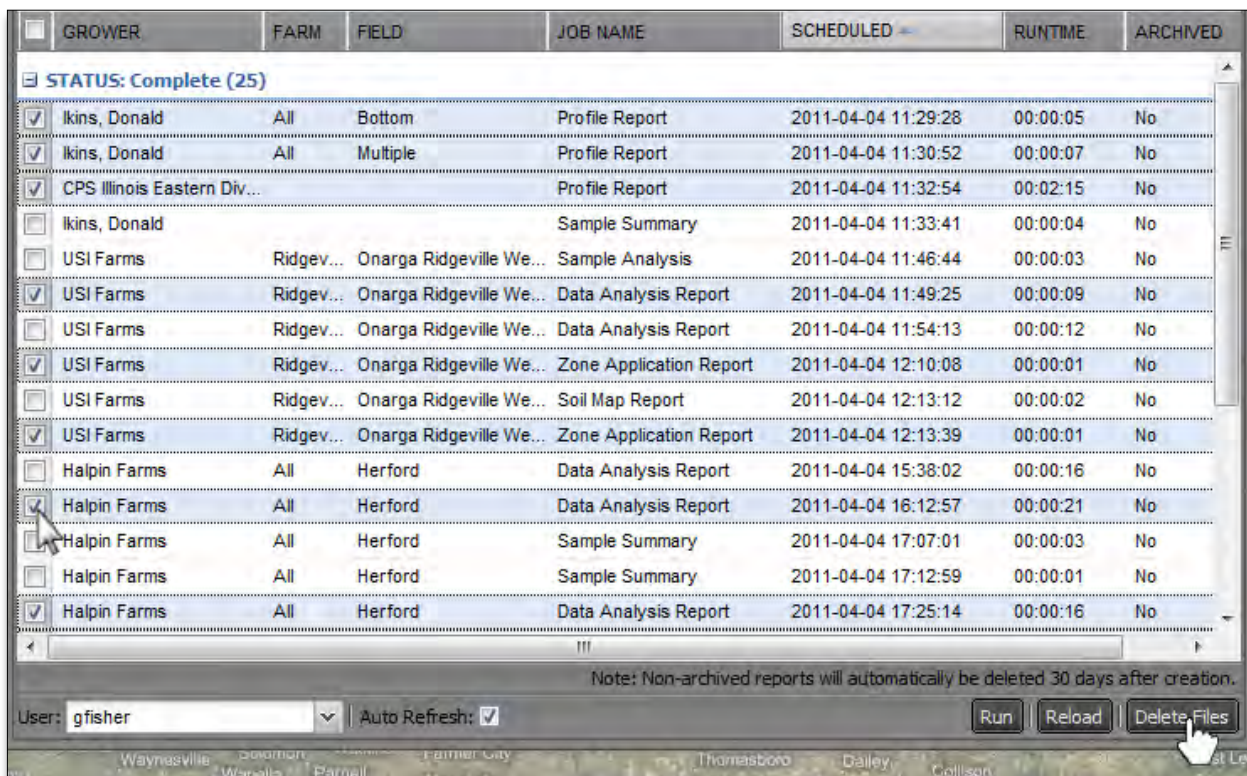 GROWER FARM FIELD JOB NAME SCHEDULED RUNTIME ARCHIVED
STATUS: Complete (25)
Ikins, Donald All Bottom Profile Report 2011-04-04 11:29:28 00:00:05 No
Ikins, Donald All Multiple Profile Report 2011-04-04 11:30:52 00:00:07 No
CPS Illinois Eastern Div... Profile Report 2011-04-04 11:32:54 00:02:15 No
Ikins, Donald Sample Summary 2011-04-04 11:33:41 00:00:04 No
USI Farms Ridgev... Onarga Ridgeville We... Sample Analysis 2011-04-04 11:46:44 00:00:03 No
USI Farms Ridgev... Onarga Ridgeville We... Data Analysis Report 2011-04-04 11:49:25 00:00:09 No
USI Farms Ridgev... Onarga Ridgeville We... Data Analysis Report 2011-04-04 11:54:13 00:00:12 No
USI Farms Ridgev... Onarga Ridgeville We... Zone Application Report 2011-04-04 12:10:08 00:00:01 No
USI Farms Ridgev... Onarga Ridgeville We... Soil Map Report 2011-04-04 12:13:12 00:00:02 No
USI Farms Ridgev... Onarga Ridgeville We... Zone Application Report 2011-04-04 12:13:39 00:00:01 No
Halpin Farms All Herford Data Analysis Report 2011-04-04 15:38:02 00:00:16 No
Halpin Farms All Herford Data Analysis Report 2011-04-04 16:12:57 00:00:21 No
Halpin Farms All Herford Sample Summary 2011-04-04 17:07:01 00:00:03 No
Halpin Farms All Herford Sample Summary 2011-04-04 17:12:59 00:00:01 No
Halpin Farms All Herford Data Analysis Report 2011-04-04 17:25:14 00:00:16 No
Note: Non-archived reports will automatically be deleted 30 days after creation.
User: gfisher Auto Refresh: Run Reload Delete Files
Waynesville Solomon Farmer City Thomasboro Dailey
Parnell Collison